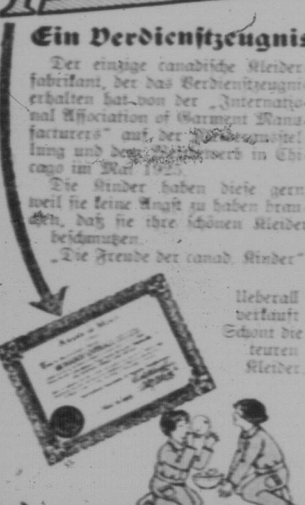 Ein Verdienstzeugnis
Der einzige canadische Kleider
fabrikant, der das Verdienstzeugni
erhalten hat von der „Internatio
nal Association of Garment Manu
facturers" auf der
lung und dem in Chi
cago im Mai 1925.
Die Kinder haben diese gern
weil sie keine Angst zu haben brau
chen, daß sie ihre schönen Kleider
beschmutzen.
„Die Freude der canad. Kinder"
Ueberall
verkauft
Schont die
teuren
Kleider.